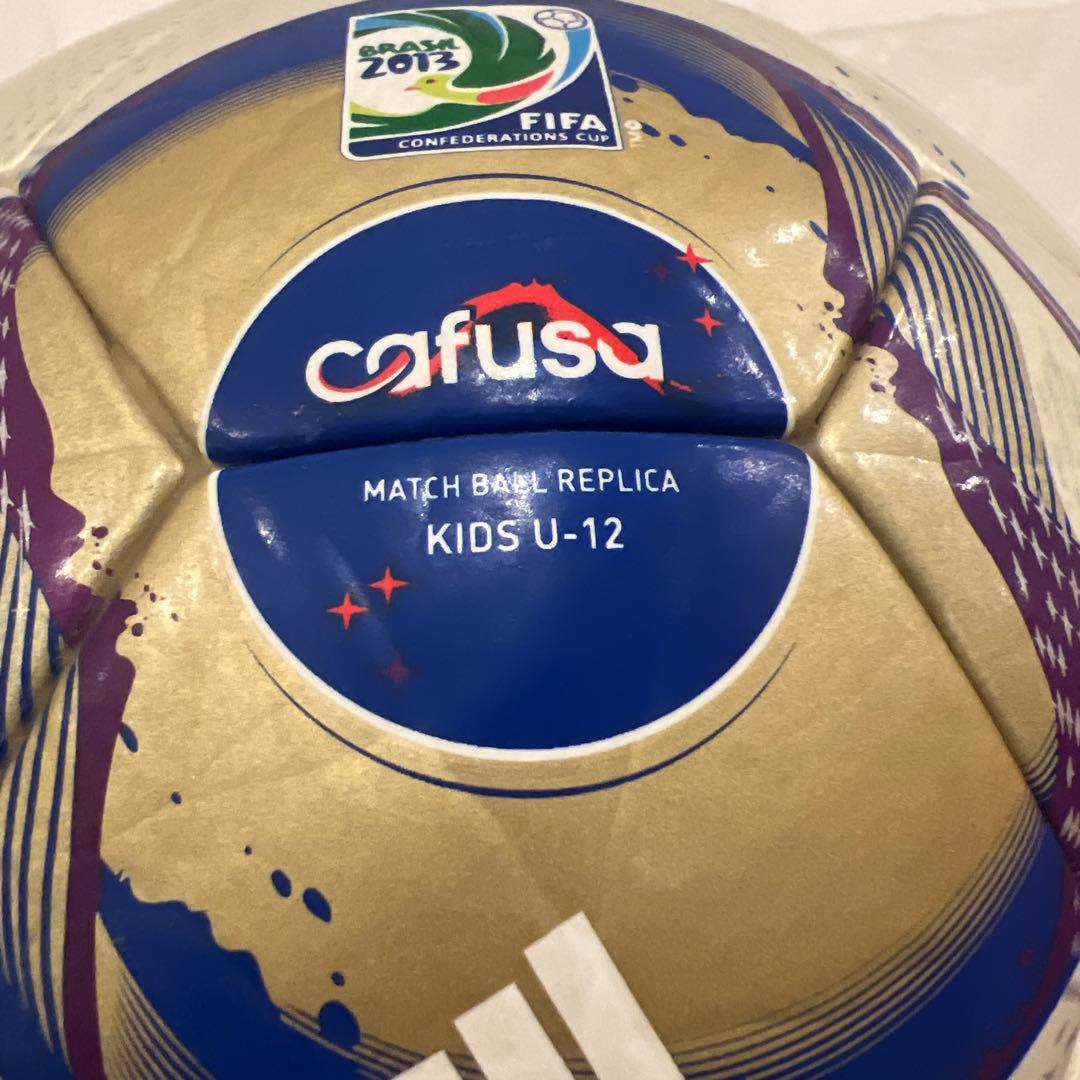 BRASIL
2013
FIFA
CONFEDERATIONS CUP
cafusa
MATCH BALL REPLICA
KIDS U-12